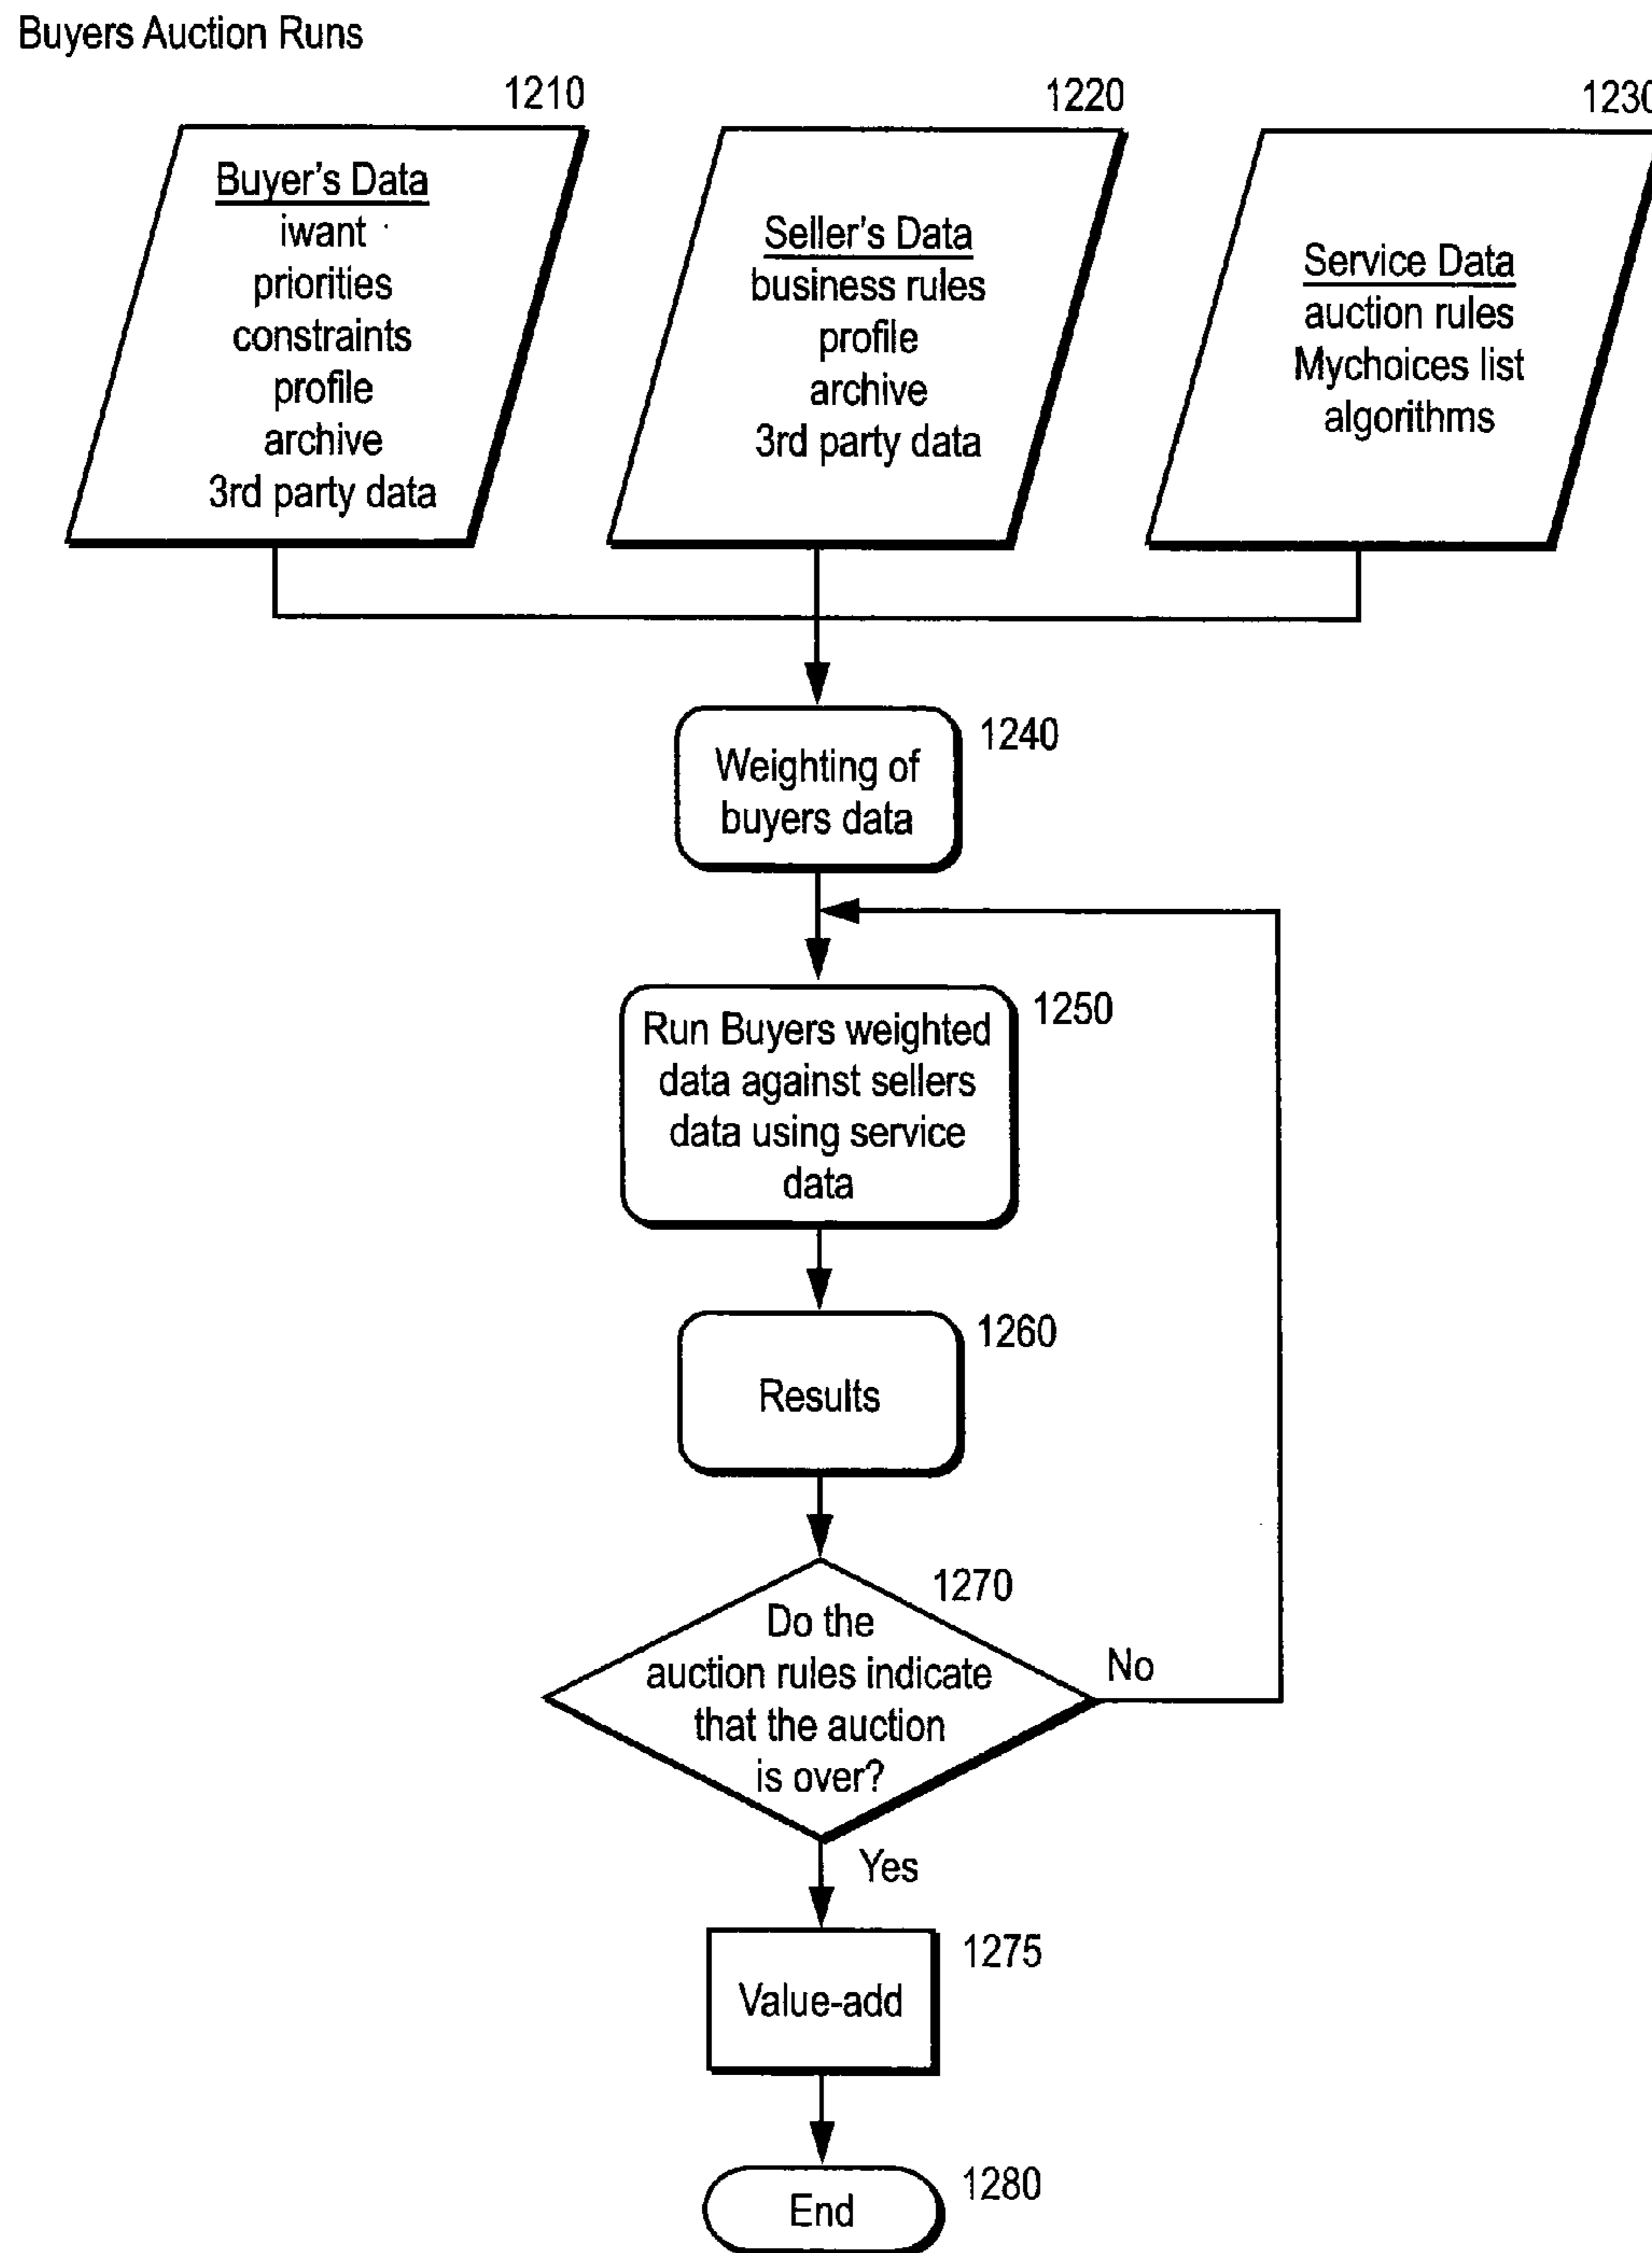 Buyers Auction Runs
1210
Buyer's Data
iwant
priorities
constraints
profile
archive
3rd party data
1220
Seller's Data
business rules
profile
archive
3rd party data
1230
Service Data
auction rules
Mychoices list
algorithms
1240
Weighting of
buyers data
1250
Run Buyers weighted
data against sellers
data using service
data
1260
Results
1270
Do the
auction rules indicate
that the auction
is over?
No
Yes
1275
Value-add
1280
End